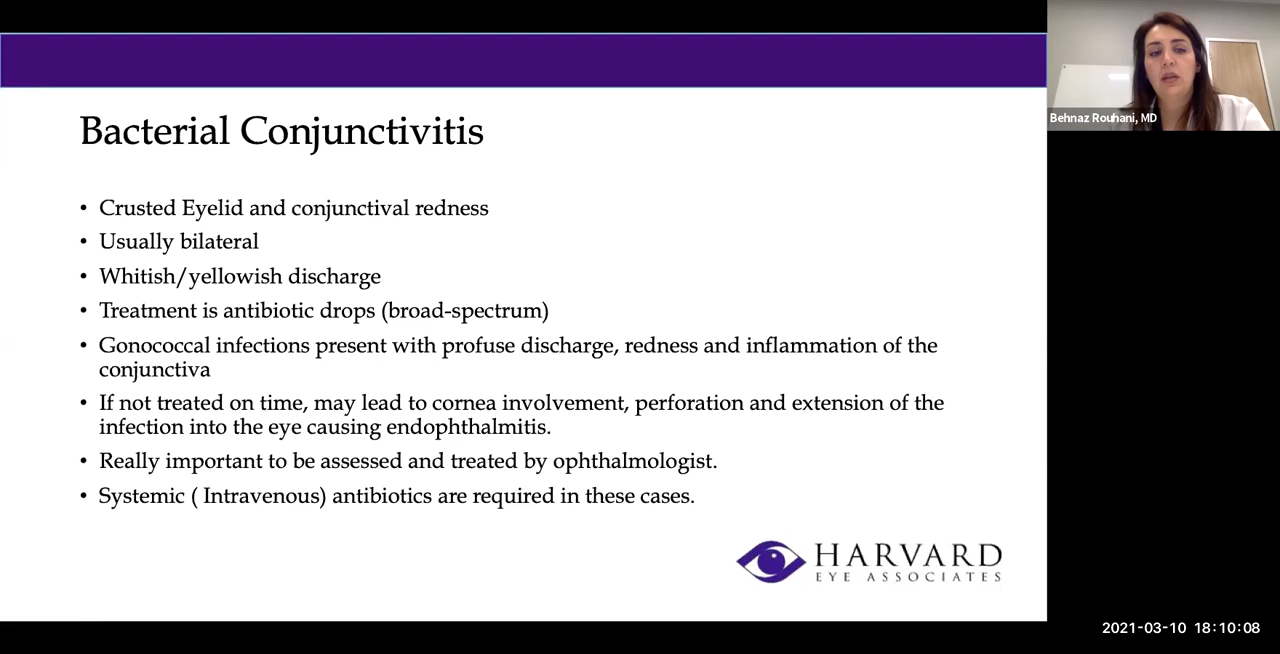 Bacterial Conjunctivitis
• Crusted Eyelid and conjunctival redness
• Usually bilateral
• Whitish/yellowish discharge
• Treatment is antibiotic drops (broad-spectrum)
• Gonococcal infections present with profuse discharge, redness and inflammation of the
conjunctiva
• If not treated on time, may lead to cornea involvement, perforation and extension of the
infection into the eye causing endophthalmitis.
• Really important to be assessed and treated by ophthalmologist.
• Systemic ( Intravenous) antibiotics are required in these cases.
HARVARD
EYE ASSOCIATES
Behnaz Rouhani, MD
2021-03-10 18:10:08